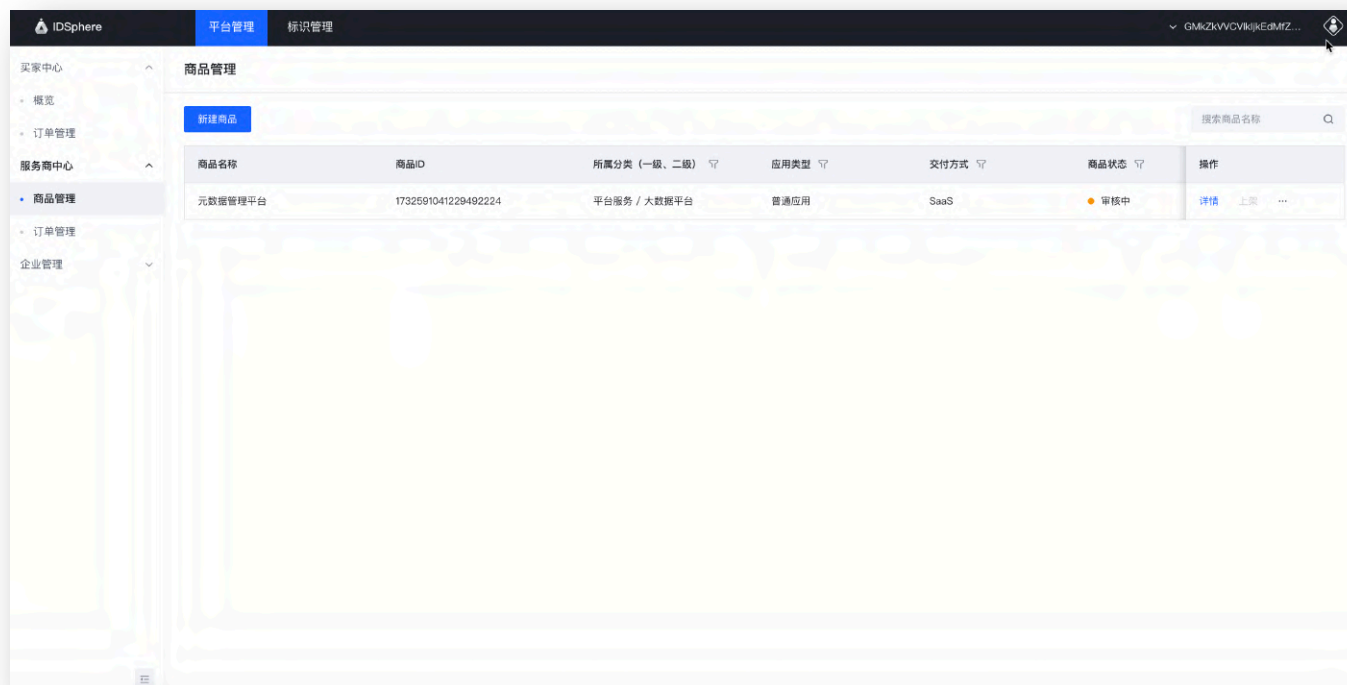 IDSphere 平台管理 标识管理 GMkZkVVCVlkljkEdMfZ...
买家中心
概览
订单管理
服务商中心
商品管理
订单管理
企业管理
商品管理
新建商品 搜索商品名称
商品名称 商品ID 所属分类（一级、二级） 应用类型 交付方式 商品状态 操作
元数据管理平台 1732591041229492224 平台服务 / 大数据平台 普通应用 SaaS 审核中 详情 上架 ...